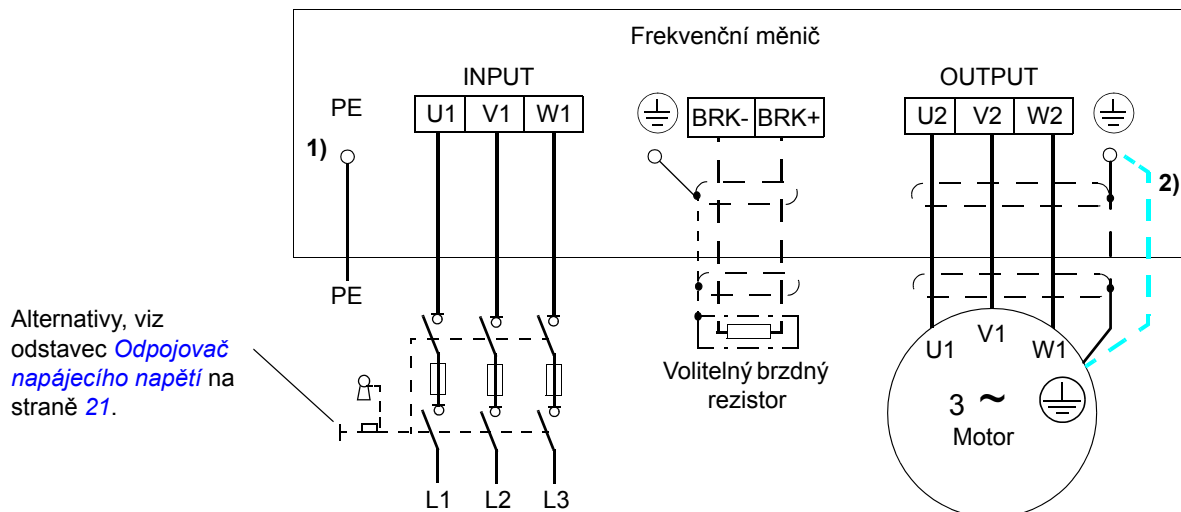 Frekvenční měnič
INPUT
OUTPUT
PE
U1 V1 W1
BRK- BRK+
U2 V2 W2
1)
2)
PE
Alternativy, viz
odstavec Odpojovač
napájecího napětí na
straně 21.
U1 V1 W1
Volitelný brzdný
rezistor
3 ~
Motor
L1 L2 L3